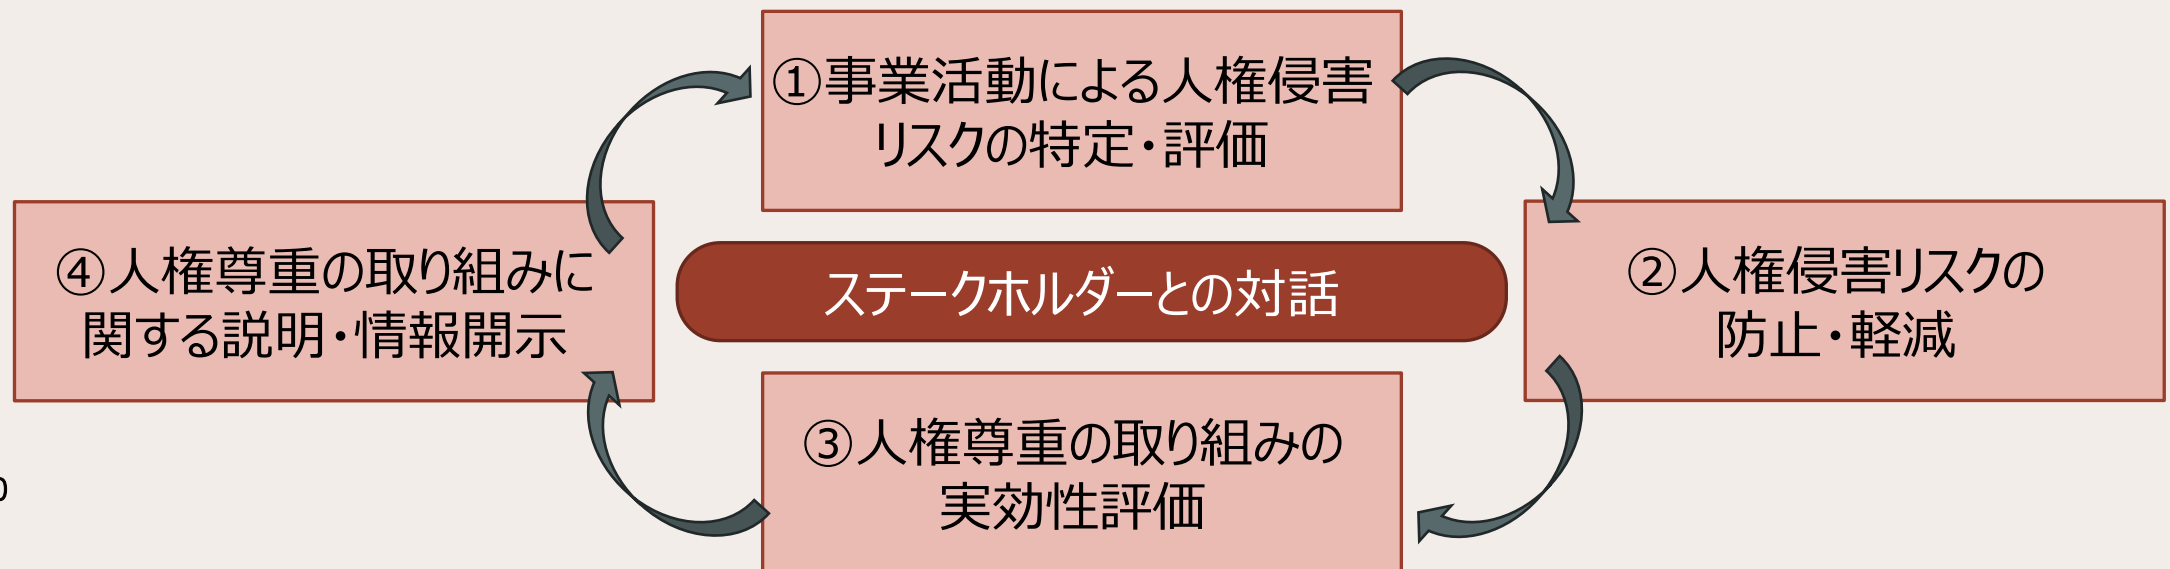 ①事業活動による人権侵害
リスクの特定・評価
②人権侵害リスクの
防止・軽減
ステークホルダーとの対話
③人権尊重の取り組みの
実効性評価
④人権尊重の取り組みに
関する説明・情報開示